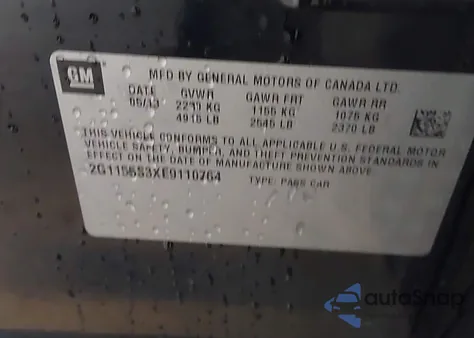 GM
MFD BY GENERAL MOTORS OF CANADA LTD.
DATE GVWR GAWR FRT GAWR RR
05/13 KG 1155 KG 1075 KG
4915 LB 2545 LB 2370 LB
THIS VEHICLE CONFORMS TO ALL APPLICABLE U.S. FEDERAL MOTOR
VEHICLE SAFETY, BUMPER, AND THEFT PREVENTION STANDARDS IN
EFFECT ON THE DATE OF MANUFACTURE SHOWN ABOVE.
2G1155S3XE9110764 TYPE: PASS CAR
autoSnap